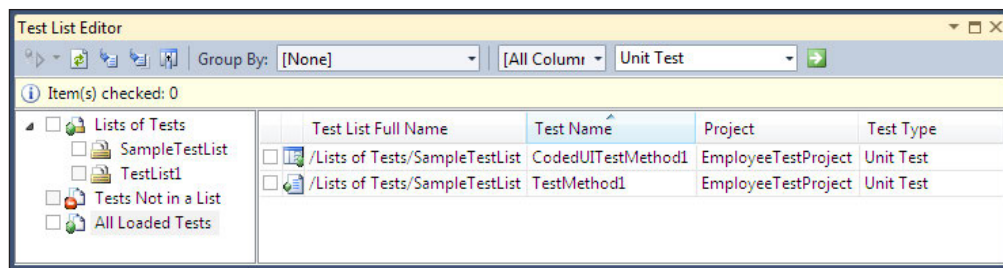 Test List Editor
Group By: [None] [All Colum Unit Test
Item(s) checked: 0
Lists of Tests
SampleTestList
TestList1
Tests Not in a List
All Loaded Tests
Test List Full Name Test Name Project Test Type
/Lists of Tests/SampleTestList CodedUITestMethod1 EmployeeTestProject Unit Test
/Lists of Tests/SampleTestList TestMethod1 EmployeeTestProject Unit Test